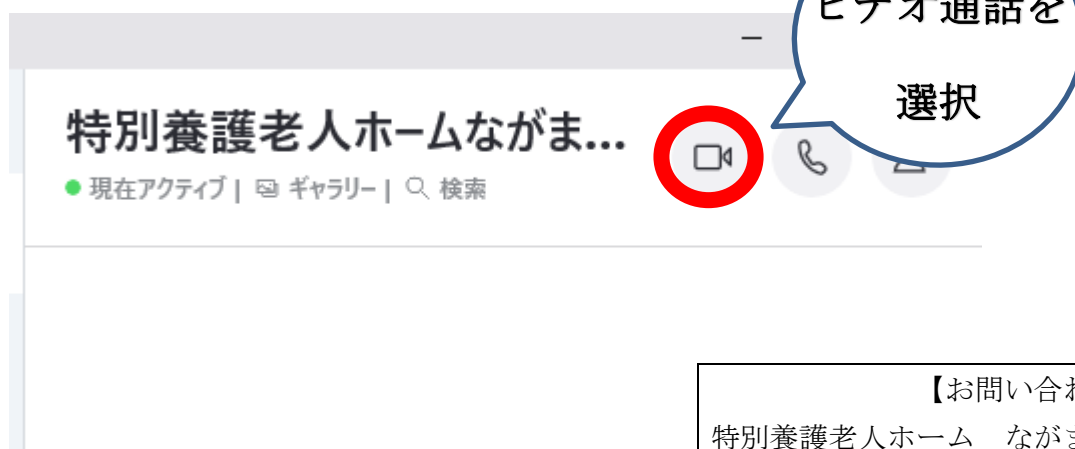 ビデオ通話を
選択
特別養護老人ホームながま...
現在アクティブ | ギャラリー | 検索
【お問い合わ
特別養護老人ホーム　ながま